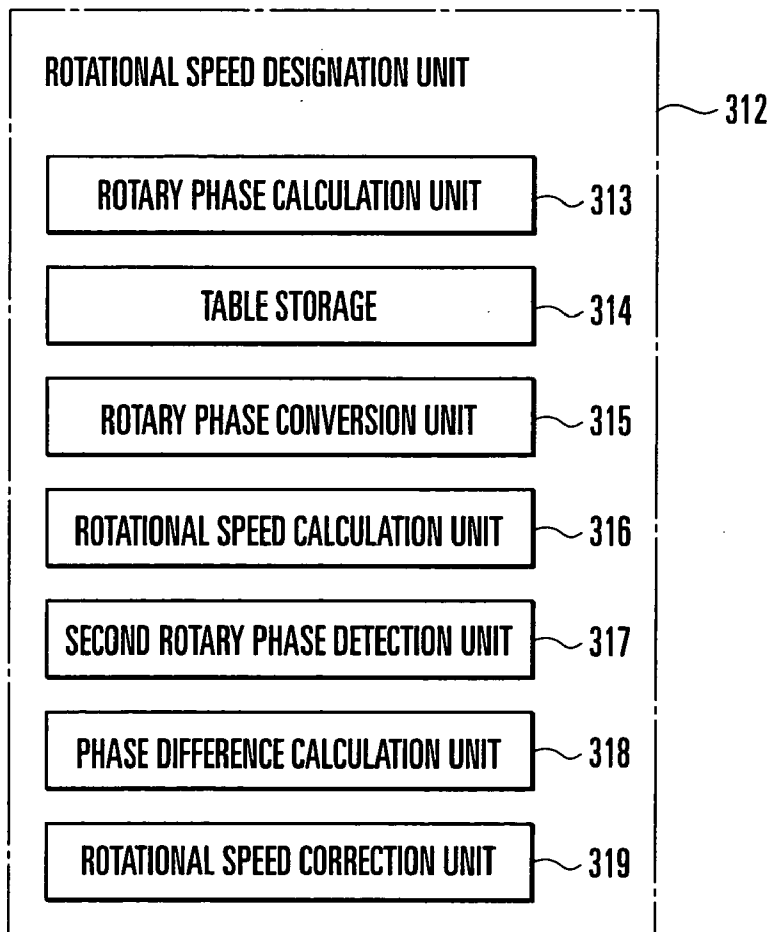 ROTATIONAL SPEED DESIGNATION UNIT
312
ROTARY PHASE CALCULATION UNIT
313
TABLE STORAGE
314
ROTARY PHASE CONVERSION UNIT
315
ROTATIONAL SPEED CALCULATION UNIT
316
SECOND ROTARY PHASE DETECTION UNIT
317
PHASE DIFFERENCE CALCULATION UNIT
318
ROTATIONAL SPEED CORRECTION UNIT
319